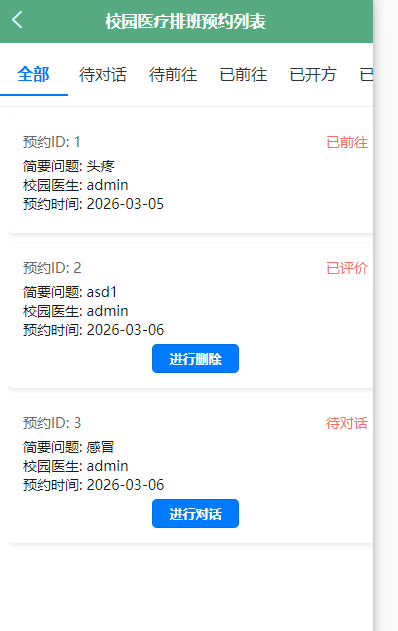 校园医疗排班预约列表
全部 待对话 待前往 已前往 已开方 已
预约ID: 1 已前往
简要问题: 头疼
校园医生: admin
预约时间: 2026-03-05
预约ID: 2 已评价
简要问题: asd1
校园医生: admin
预约时间: 2026-03-06
进行删除
预约ID: 3 待对话
简要问题: 感冒
校园医生: admin
预约时间: 2026-03-06
进行对话